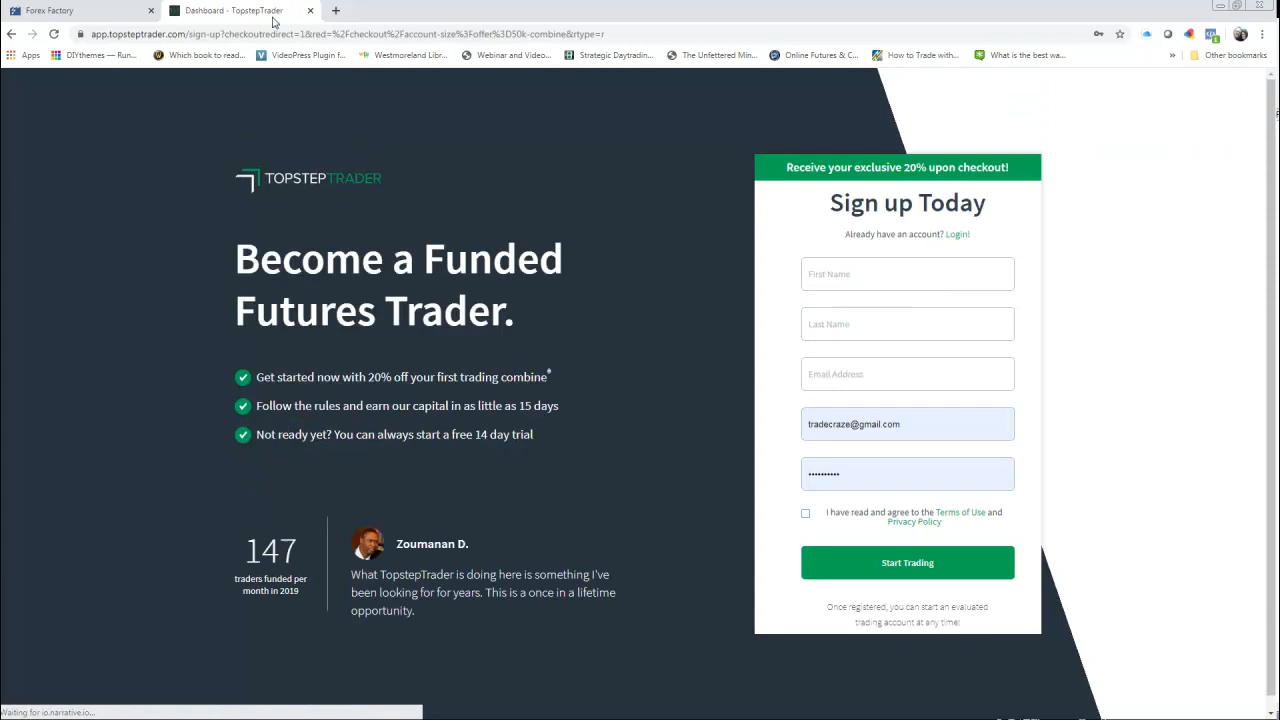 Forex Factory
Dashboard - TopstepTrader
app.topsteptrader.com/sign-up?checkoutredirect=1&red=%2Fcheckout%2Faccount-size%3Foffer%3D50k-combine&rtype=r
Apps DIYthemes — Run... Which book to read... VideoPress Plugin f... Westmoreland Libr... Webinar and Video... Strategic Daytradin... The Unfettered Min... Online Futures & C... How to Trade with... What is the best wa... » Other bookmarks
TOPSTEPTRADER
Become a Funded
Futures Trader.
Get started now with 20% off your first trading combine*
Follow the rules and earn our capital in as little as 15 days
Not ready yet? You can always start a free 14 day trial
147
traders funded per
month in 2019
Zoumanan D.
What TopstepTrader is doing here is something I've
been looking for for years. This is a once in a lifetime
opportunity.
Receive your exclusive 20% upon checkout!
Sign up Today
Already have an account? Login!
First Name
Last Name
Email Address
tradecraze@gmail.com
••••••••••
I have read and agree to the Terms of Use and
Privacy Policy
Start Trading
Once registered, you can start an evaluated
trading account at any time!
Waiting for io.narrative.io...